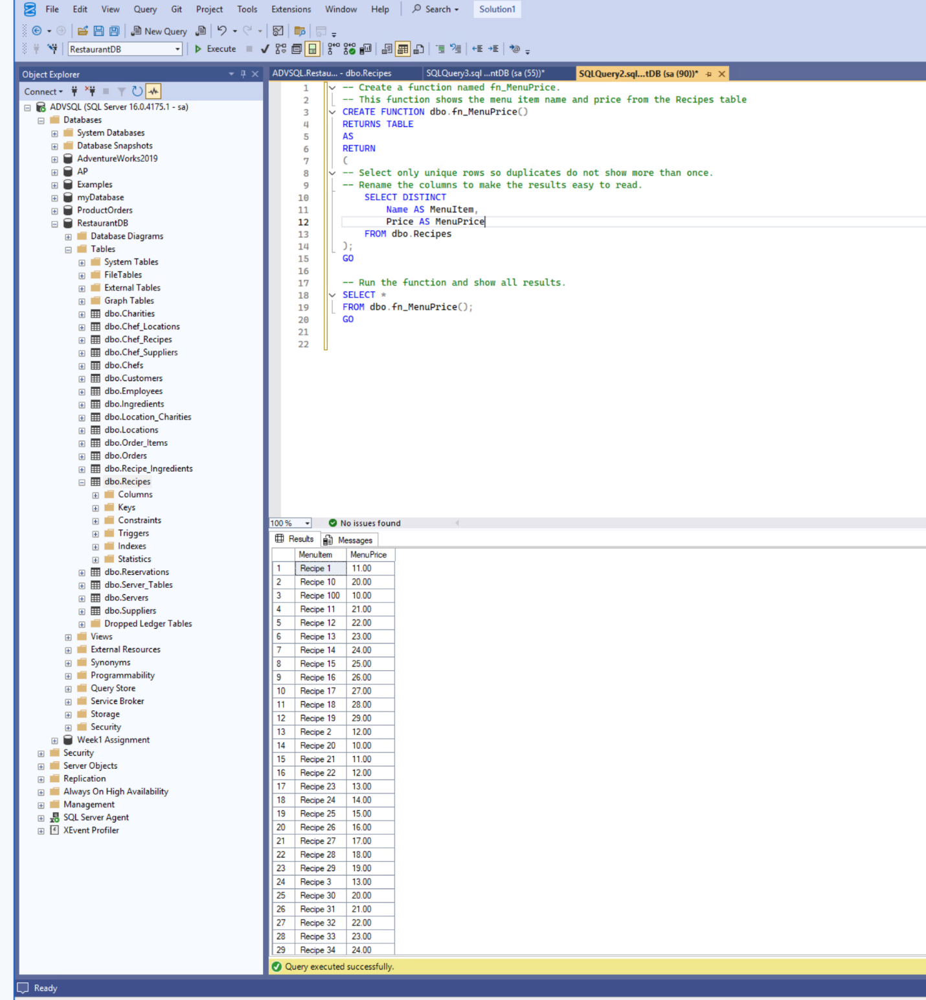 File Edit View Query Git Project Tools Extensions Window Help Search Solution1
New Query
RestaurantDB Execute
Object Explorer
Connect
ADVSQL (SQL Server 16.0.4175.1 - sa)
Databases
System Databases
Database Snapshots
AdventureWorks2019
AP
Examples
myDatabase
ProductOrders
RestaurantDB
Database Diagrams
Tables
System Tables
FileTables
External Tables
Graph Tables
dbo.Charities
dbo.Chef_Locations
dbo.Chef_Recipes
dbo.Chef_Suppliers
dbo.Chefs
dbo.Customers
dbo.Employees
dbo.Ingredients
dbo.Location_Charities
dbo.Locations
dbo.Order_Items
dbo.Orders
dbo.Recipe_Ingredients
dbo.Recipes
Columns
Keys
Constraints
Triggers
Indexes
Statistics
dbo.Reservations
dbo.Server_Tables
dbo.Servers
dbo.Suppliers
Dropped Ledger Tables
Views
External Resources
Synonyms
Programmability
Query Store
Service Broker
Storage
Security
Week1 Assignment
Security
Server Objects
Replication
Always On High Availability
Management
SQL Server Agent
XEvent Profiler
ADVSQL.Restau... - dbo.Recipes SQLQuery3.sql ...ntDB (sa (55))* SQLQuery2.sql...tDB (sa (90))*
1 -- Create a function named fn_MenuPrice.
2 -- This function shows the menu item name and price from the Recipes table
3 CREATE FUNCTION dbo.fn_MenuPrice()
4 RETURNS TABLE
5 AS
6 RETURN
7 (
8 -- Select only unique rows so duplicates do not show more than once.
9 -- Rename the columns to make the results easy to read.
10 SELECT DISTINCT
11 Name AS MenuItem,
12 Price AS MenuPrice
13 FROM dbo.Recipes
14 );
15 GO
16
17 -- Run the function and show all results.
18 SELECT *
19 FROM dbo.fn_MenuPrice();
20 GO
21
22
100 % No issues found
Results Messages
MenuItem MenuPrice
1 Recipe 1 11.00
2 Recipe 10 20.00
3 Recipe 100 10.00
4 Recipe 11 21.00
5 Recipe 12 22.00
6 Recipe 13 23.00
7 Recipe 14 24.00
8 Recipe 15 25.00
9 Recipe 16 26.00
10 Recipe 17 27.00
11 Recipe 18 28.00
12 Recipe 19 29.00
13 Recipe 2 12.00
14 Recipe 20 10.00
15 Recipe 21 11.00
16 Recipe 22 12.00
17 Recipe 23 13.00
18 Recipe 24 14.00
19 Recipe 25 15.00
20 Recipe 26 16.00
21 Recipe 27 17.00
22 Recipe 28 18.00
23 Recipe 29 19.00
24 Recipe 3 13.00
25 Recipe 30 20.00
26 Recipe 31 21.00
27 Recipe 32 22.00
28 Recipe 33 23.00
29 Recipe 34 24.00
Query executed successfully.
Ready